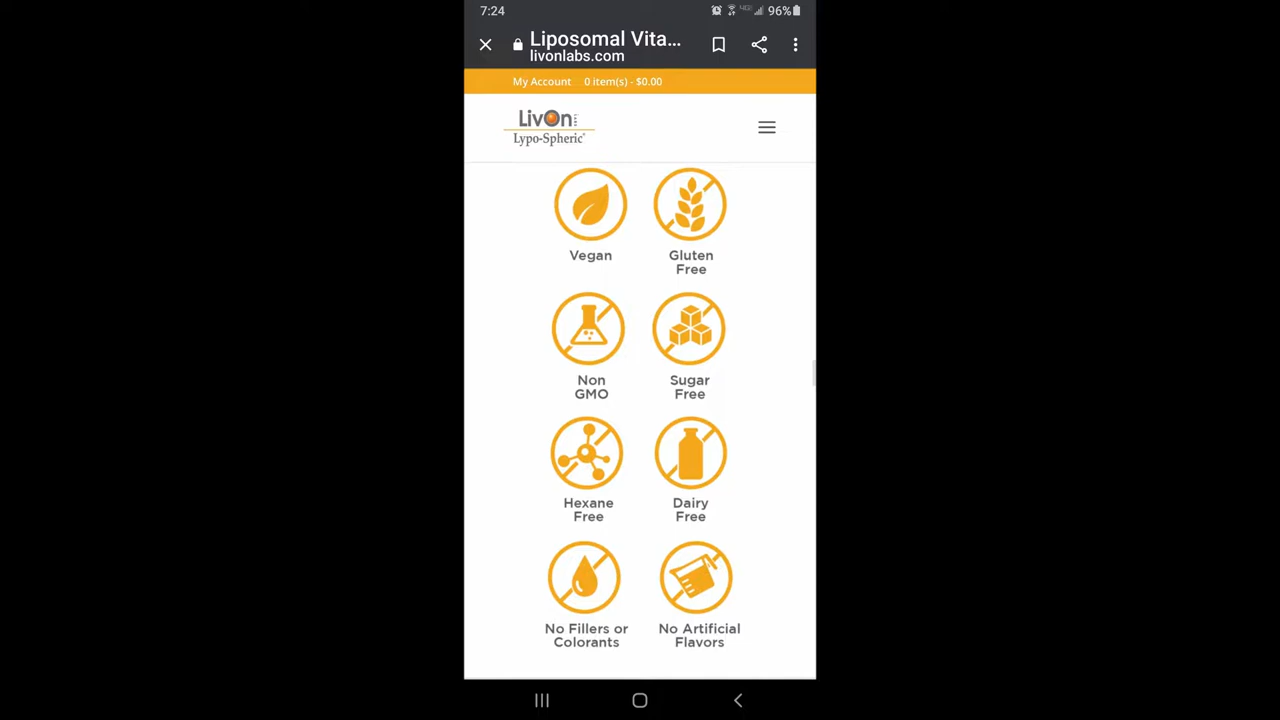 7:24
96%
Liposomal Vita...
livonlabs.com
My Account 0 item(s) - $0.00
LivOn LABS
Lypo-Spheric®
Vegan
Gluten
Free
Non
GMO
Sugar
Free
Hexane
Free
Dairy
Free
No Fillers or
Colorants
No Artificial
Flavors